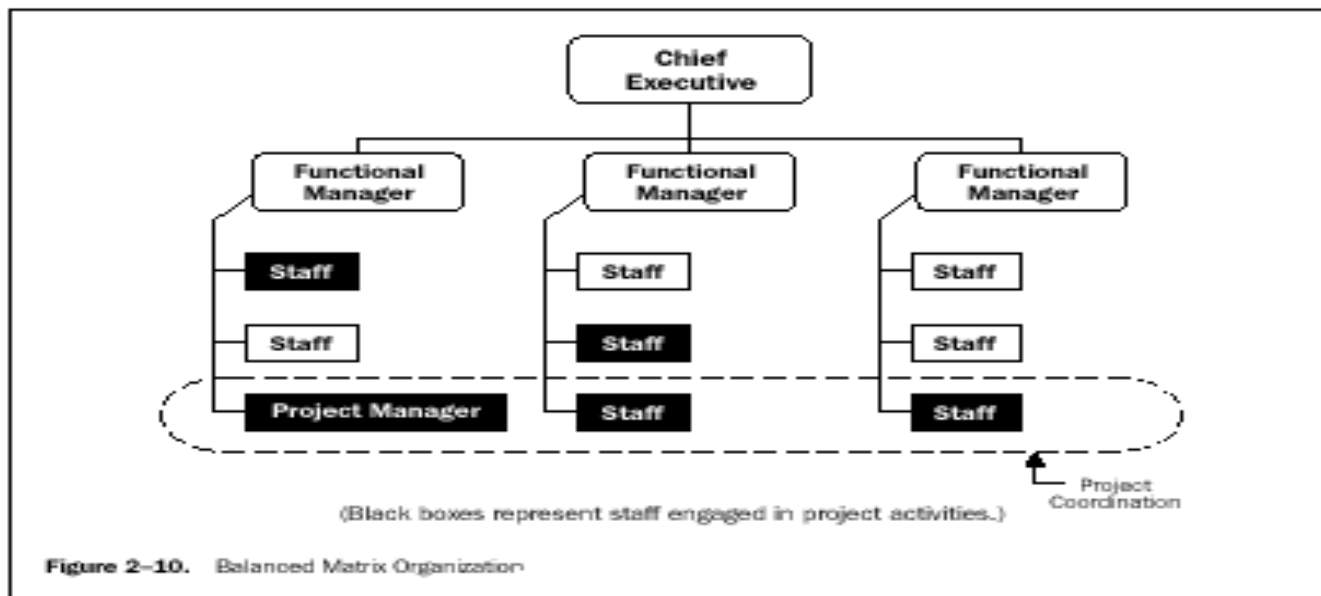 Chief
Executive
Functional
Manager
Functional
Manager
Functional
Manager
Staff
Staff
Staff
Staff
Staff
Staff
Project Manager
Staff
Staff
Project
Coordination
(Black boxes represent staff engaged in project activities.)
Figure 2–10. Balanced Matrix Organization